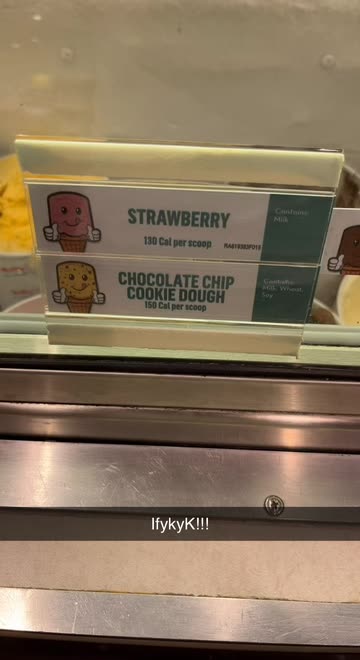 STRAWBERRY
Contains:
Milk
130 Cal per scoop
RA619393FD15
CHOCOLATE CHIP
COOKIE DOUGH
150 Cal per scoop
Contains:
Milk, Wheat,
Soy
IfykyK!!!